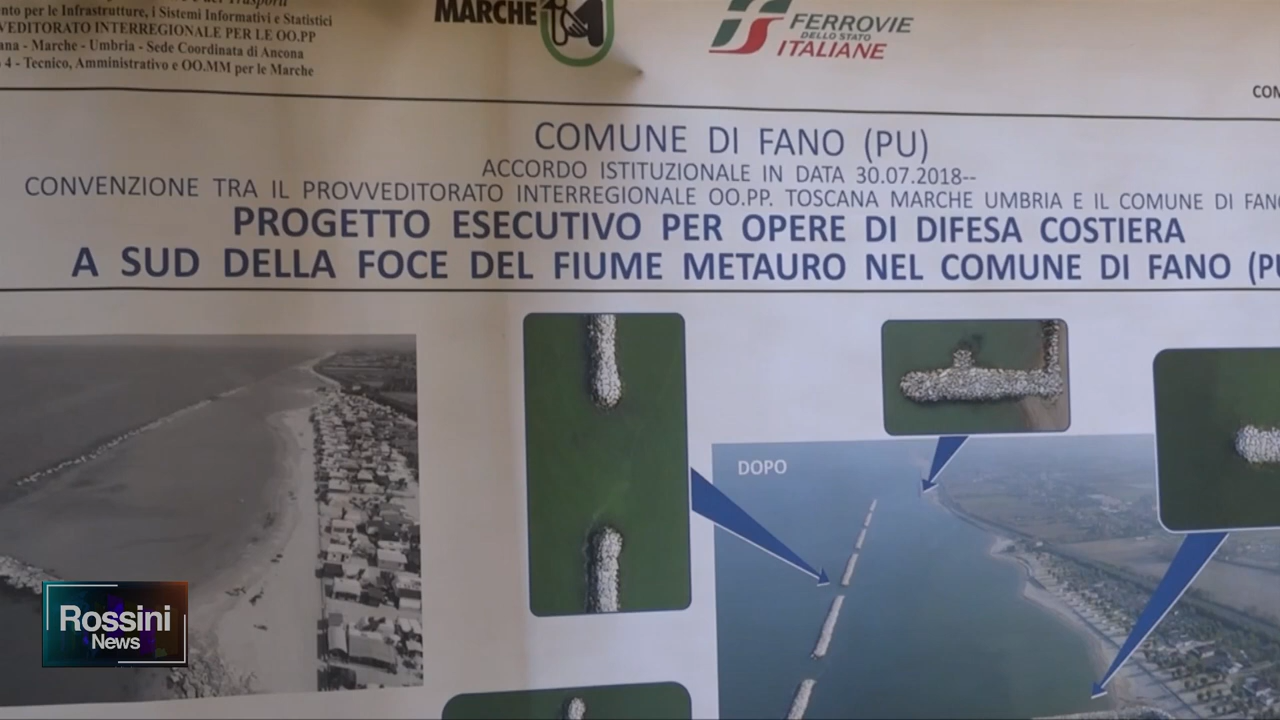 nto per le Infrastrutture, i Sistemi Informativi e Statistici
VEDITORATO INTERREGIONALE PER LE OO.PP
ana - Marche - Umbria - Sede Coordinata di Ancona
4 - Tecnico, Amministrativo e OO.MM per le Marche
MARCHE
FERROVIE
DELLO STATO
ITALIANE
CON
COMUNE DI FANO (PU)
ACCORDO ISTITUZIONALE IN DATA 30.07.2018--
CONVENZIONE TRA IL PROVVEDITORATO INTERREGIONALE OO.PP. TOSCANA MARCHE UMBRIA E IL COMUNE DI FANO
PROGETTO ESECUTIVO PER OPERE DI DIFESA COSTIERA
A SUD DELLA FOCE DEL FIUME METAURO NEL COMUNE DI FANO (PU
DOPO
Rossini
News